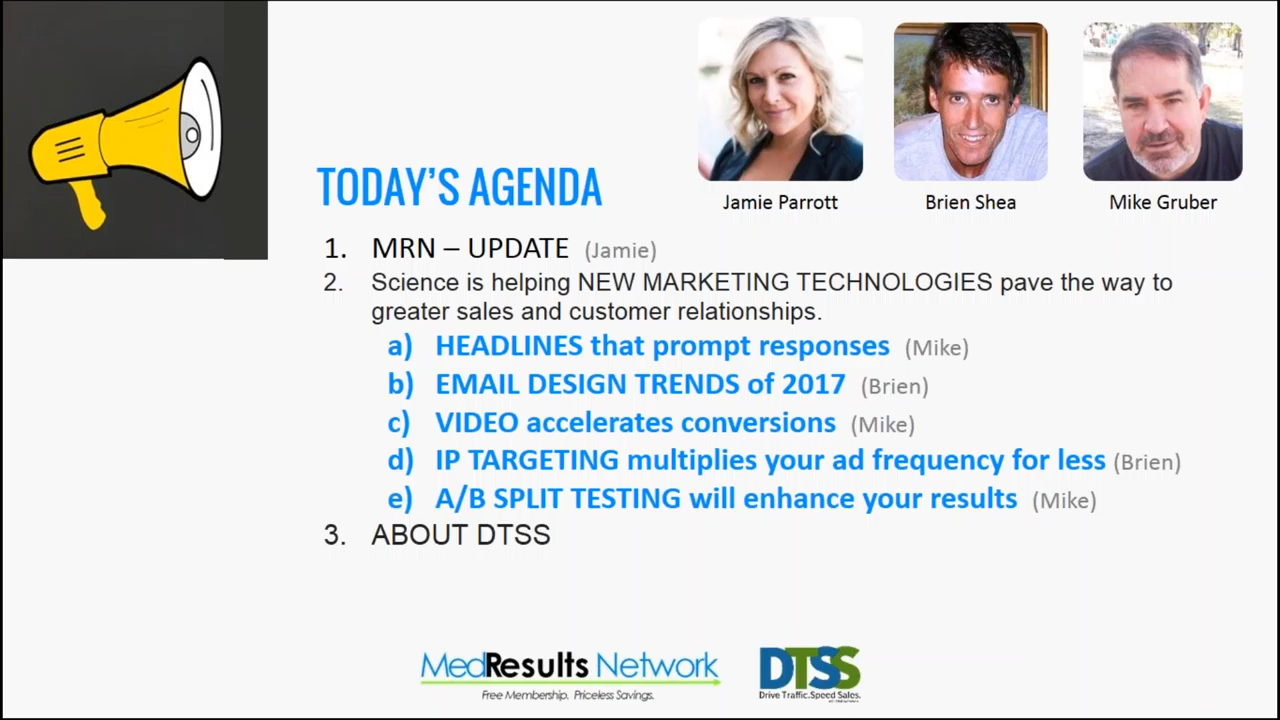 Jamie Parrott
Brien Shea
Mike Gruber
TODAY'S AGENDA
1. MRN – UPDATE (Jamie)
2. Science is helping NEW MARKETING TECHNOLOGIES pave the way to
greater sales and customer relationships.
a) HEADLINES that prompt responses (Mike)
b) EMAIL DESIGN TRENDS of 2017 (Brien)
c) VIDEO accelerates conversions (Mike)
d) IP TARGETING multiplies your ad frequency for less (Brien)
e) A/B SPLIT TESTING will enhance your results (Mike)
3. ABOUT DTSS
MedResults Network
Free Membership. Priceless Savings.
DTSS
Drive Traffic.Speed Sales.